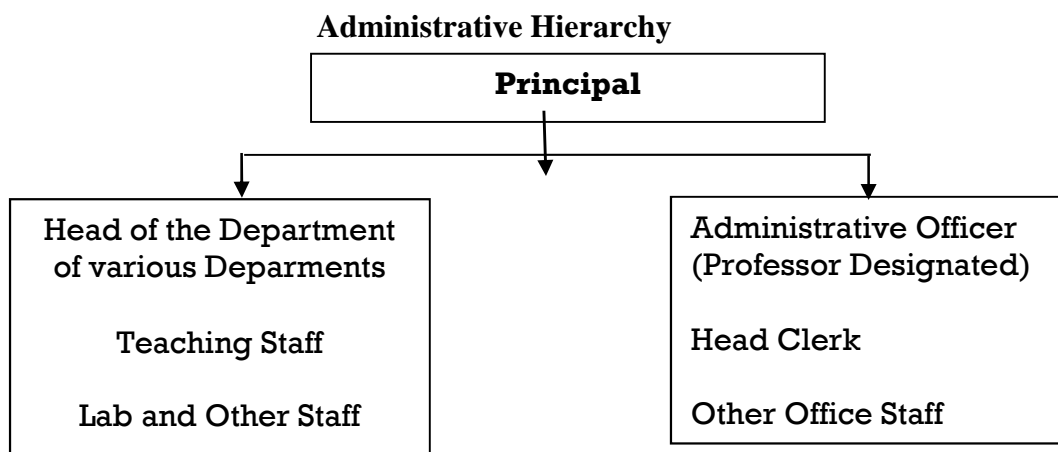 Administrative Hierarchy
Principal
Head of the Department
of various Deparments
Teaching Staff
Lab and Other Staff
Administrative Officer
(Professor Designated)
Head Clerk
Other Office Staff